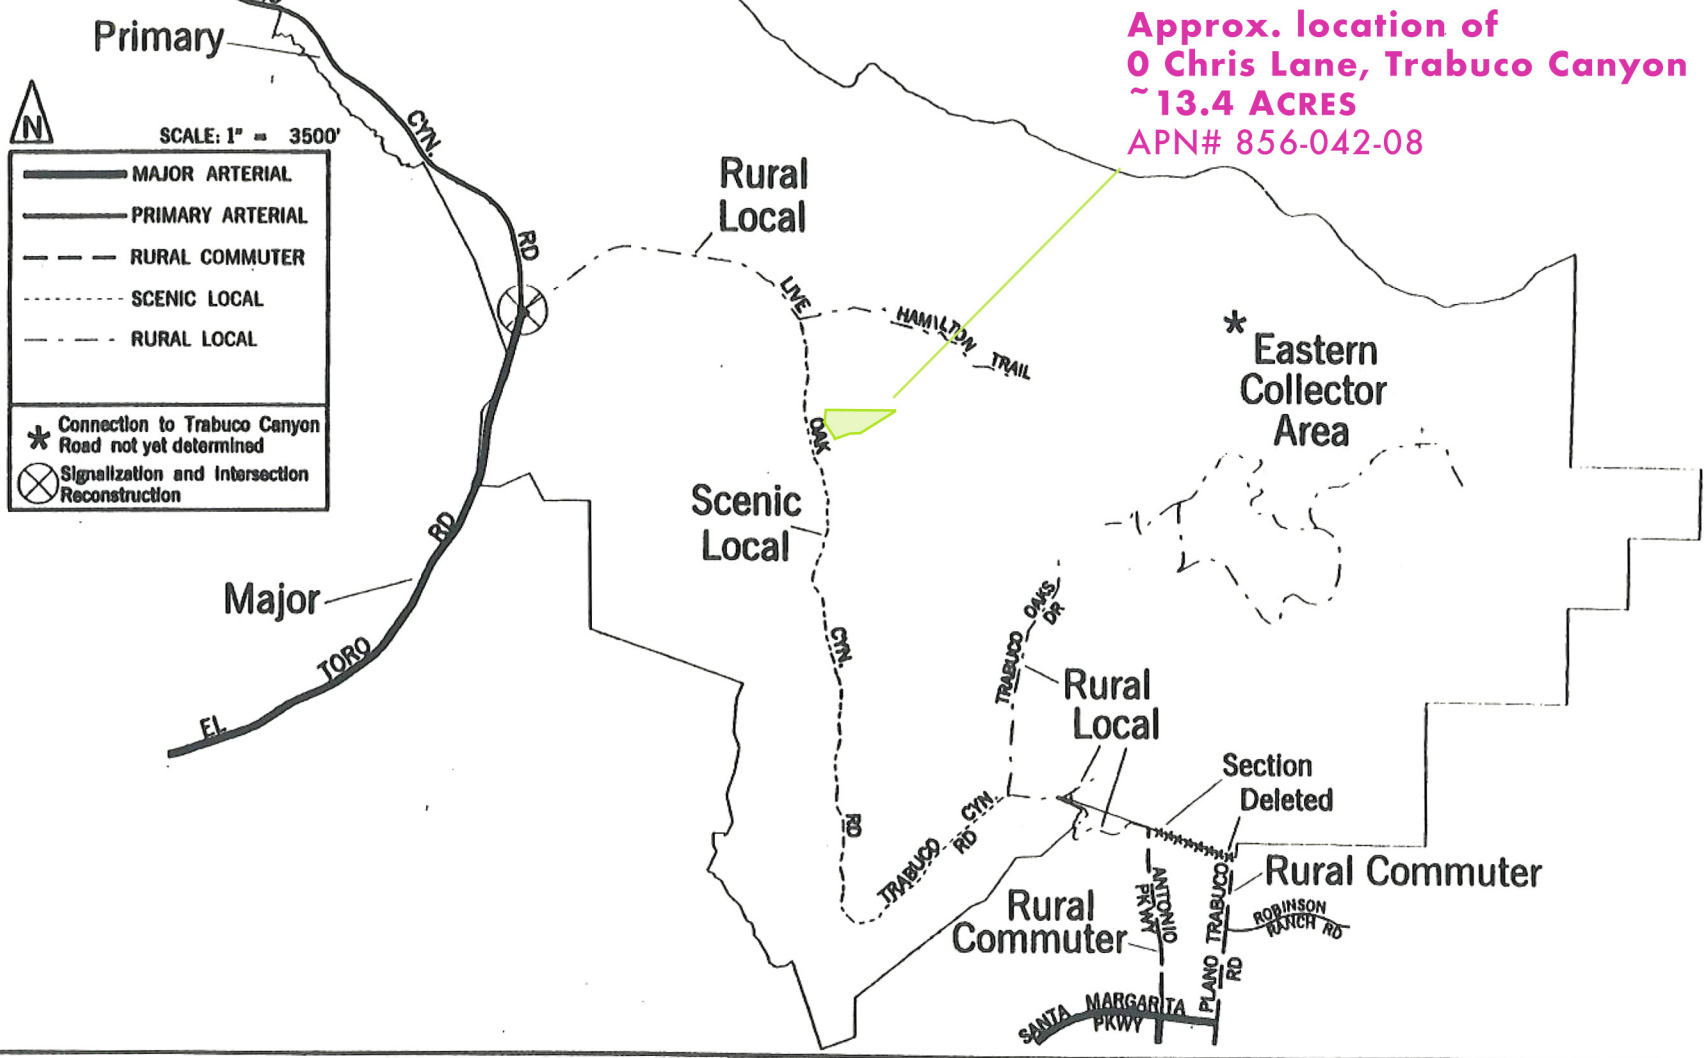 Approx. location of
0 Chris Lane, Trabuco Canyon
~13.4 ACRES
APN# 856-042-08
Primary
N
SCALE: 1" = 3500'
MAJOR ARTERIAL
PRIMARY ARTERIAL
RURAL COMMUTER
SCENIC LOCAL
RURAL LOCAL
* Connection to Trabuco Canyon
Road not yet determined
Signalization and Intersection
Reconstruction
CYN.
RD
Rural
Local
LIVE
HAMILTON
TRAIL
OAK
*
Eastern
Collector
Area
Scenic
Local
RD
Major
TORO
EL
CYN.
RD
OAKS
DR
TRABUCO
Rural
Local
Section
Deleted
TRABUCO
CYN.
RD
Rural Commuter
Rural
Commuter
ANTONIO
PKWY
PLANO TRABUCO
RD
ROBINSON
RANCH RD
SANTA MARGARITA
PKWY